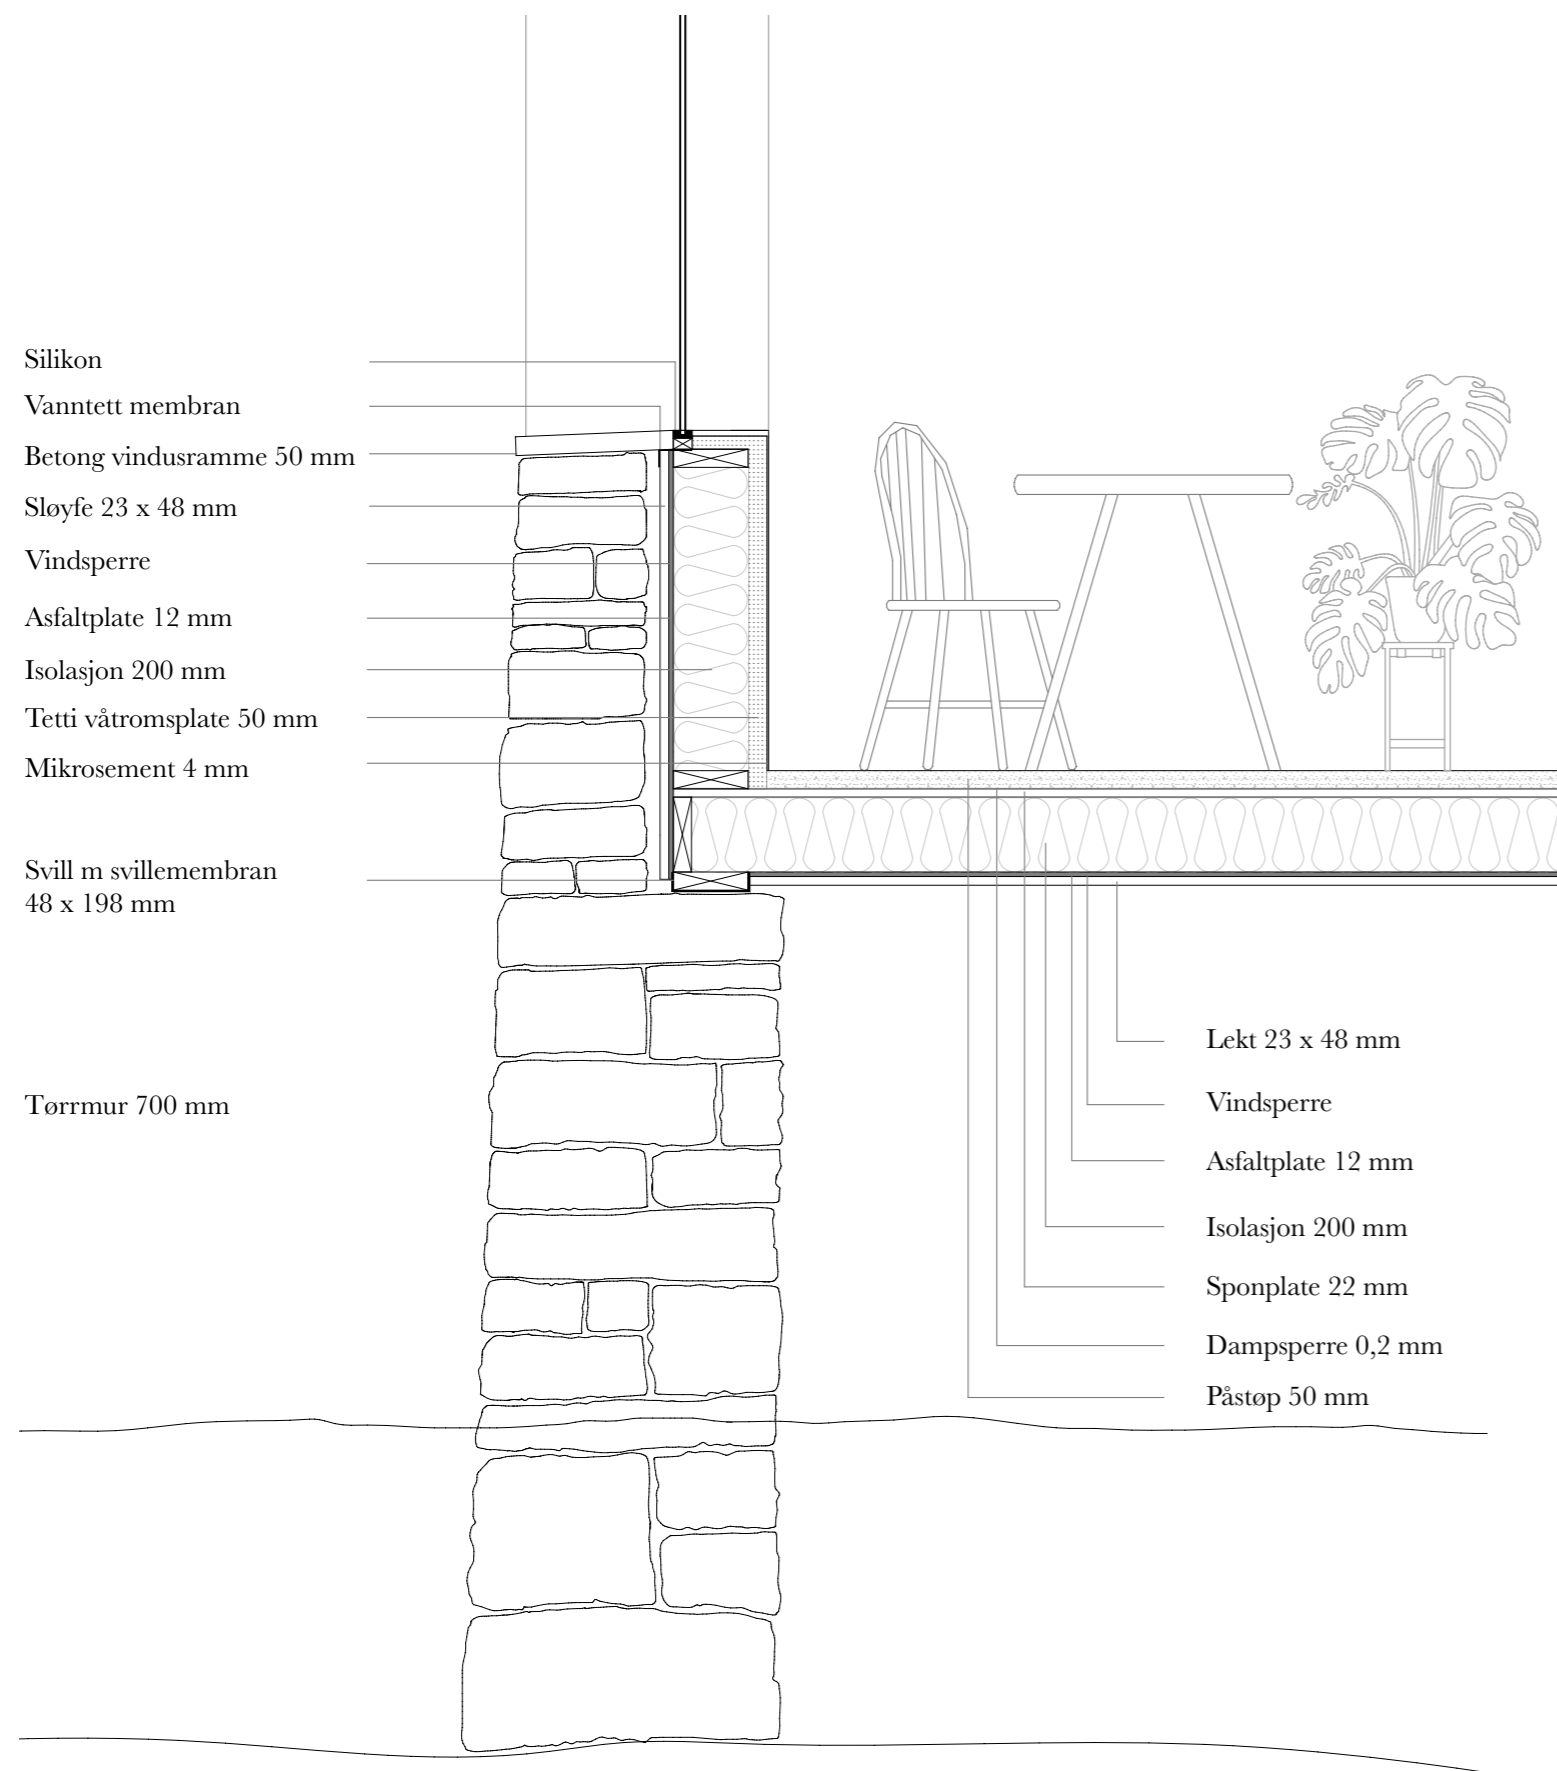 Silikon
Vanntett membran
Betong vindusramme 50 mm
Sløyfe 23 x 48 mm
Vindsperre
Asfaltplate 12 mm
Isolasjon 200 mm
Tetti våtromsplate 50 mm
Mikrosement 4 mm
Svill m svillemembran
48 x 198 mm
Tørrmur 700 mm
Lekt 23 x 48 mm
Vindsperre
Asfaltplate 12 mm
Isolasjon 200 mm
Sponplate 22 mm
Dampsperre 0,2 mm
Påstøp 50 mm